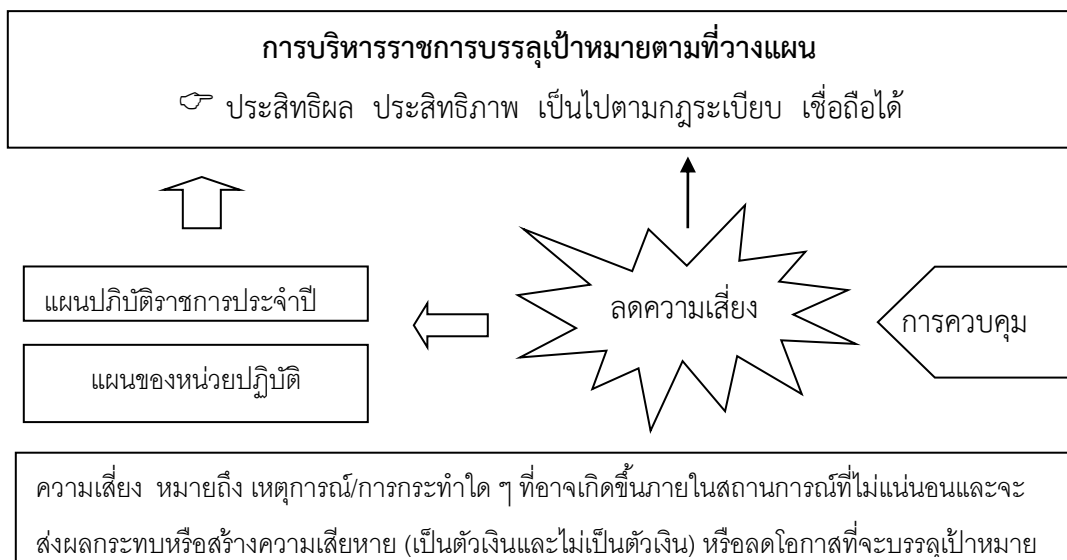 การบริหารราชการบรรลุเป้าหมายตามที่วางแผน
☞ ประสิทธิผล ประสิทธิภาพ เป็นไปตามกฎระเบียบ เชื่อถือได้
แผนปภิบัติราชการประจำปี
แผนของหน่วยปฏิบัติ
ลดความเสี่ยง
การควบคุม
ความเสี่ยง หมายถึง เหตุการณ์/การกระทำใด ๆ ที่อาจเกิดขึ้นภายในสถานการณ์ที่ไม่แน่นอนและจะ
ส่งผลกระทบหรือสร้างความเสียหาย (เป็นตัวเงินและไม่เป็นตัวเงิน) หรือลดโอกาสที่จะบรรลุเป้าหมาย